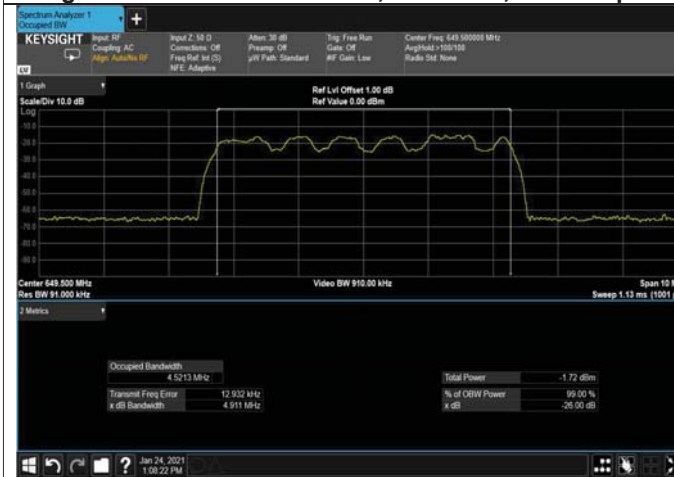 Spectrum Analyzer 1
Occupied BW
+
KEYSIGHT
Input: RF
Coupling: AC
Align: Auto/No RF
Input Z: 50 Ω
Corrections: Off
Freq Ref: Int (S)
NFE: Adaptive
Atten: 30 dB
Preamp: Off
µW Path: Standard
Trig: Free Run
Gate: Off
#IF Gain: Low
Center Freq: 649.500000 MHz
Avg|Hold:>100/100
Radio Std: None
1 Graph
Scale/Div 10.0 dB
Ref Lvl Offset 1.00 dB
Ref Value 0.00 dBm
Log
-10.0
-20.0
-30.0
-40.0
-50.0
-60.0
-70.0
-80.0
-90.0
Center 649.500 MHz
Video BW 910.00 kHz
Span 10
Res BW 91.000 kHz
Sweep 1.13 ms (1001
2 Metrics
Occupied Bandwidth
4.5213 MHz
Total Power -1.72 dBm
Transmit Freq Error 12.932 kHz
% of OBW Power 99.00 %
x dB Bandwidth 4.911 MHz
x dB -26.00 dB
?
Jan 24, 2021
1:08:22 PM